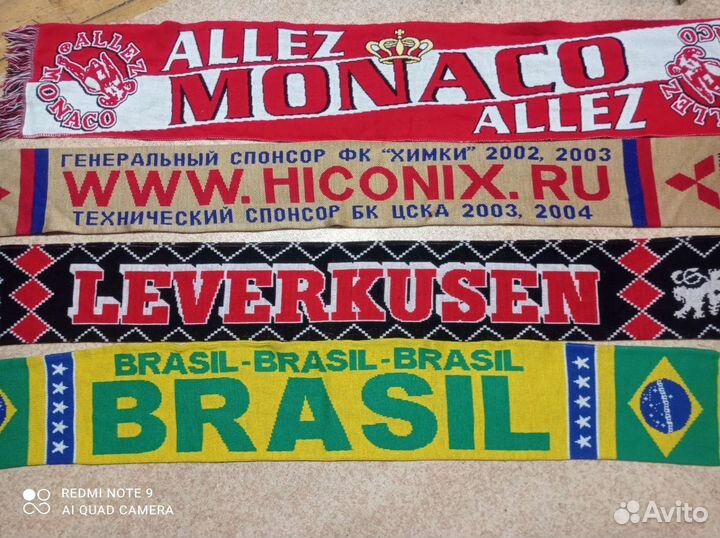 ALLEZ
MONACO
ALLEZ
ALLEZ
MONACO
ALLEZ
ГЕНЕРАЛЬНЫЙ СПОНСОР ФК "ХИМКИ" 2002, 2003
WWW.HICONIX.RU
ТЕХНИЧЕСКИЙ СПОНСОР БК ЦСКА 2003, 2004
LEVERKUSEN
BRASIL-BRASIL-BRASIL
BRASIL
REDMI NOTE 9
AI QUAD CAMERA
Avito